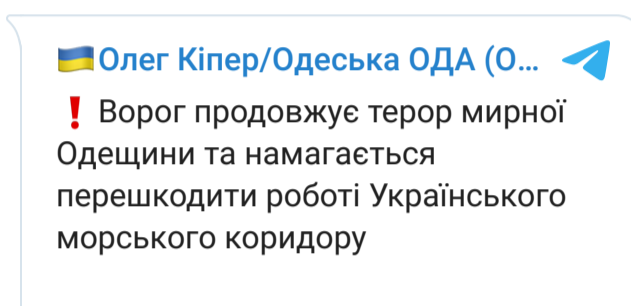 🇺🇦Олег Кіпер/Одеська ОДА (О...
❗ Ворог продовжує терор мирної
Одещини та намагається
перешкодити роботі Українського
морського коридору